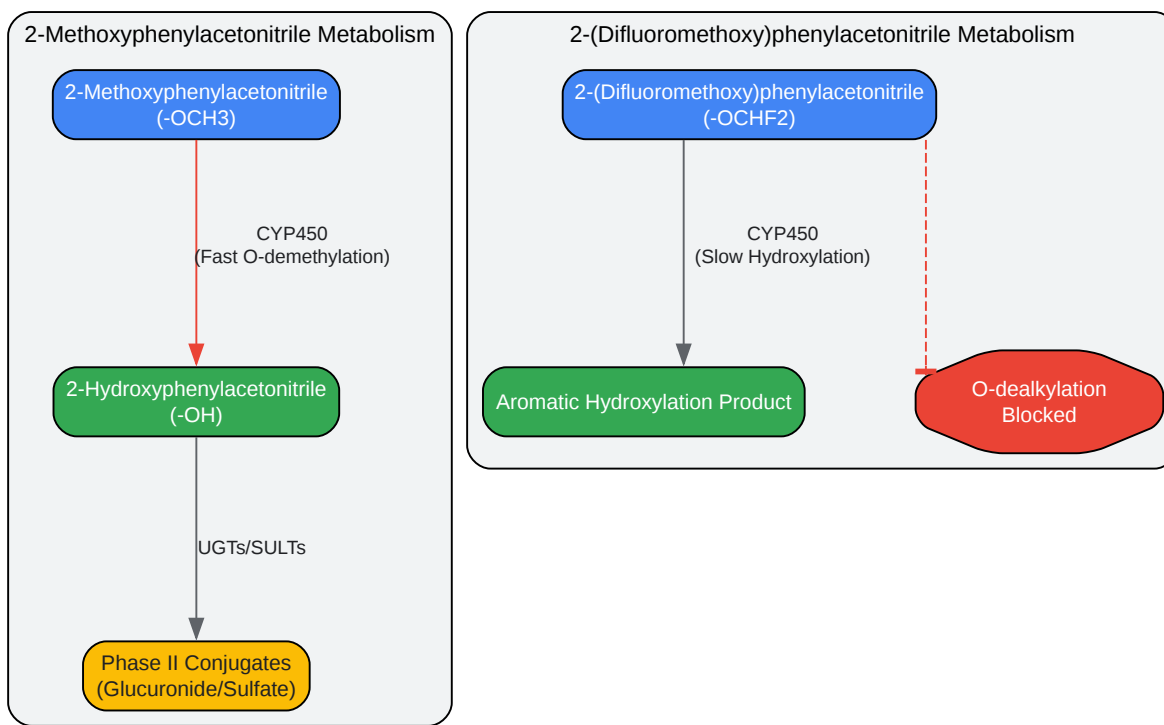 2-Methoxyphenylacetonitrile Metabolism
2-Methoxyphenylacetonitrile
(-OCH3)
CYP450
(Fast O-demethylation)
2-Hydroxyphenylacetonitrile
(-OH)
UGTs/SULTs
Phase II Conjugates
(Glucuronide/Sulfate)
2-(Difluoromethoxy)phenylacetonitrile Metabolism
2-(Difluoromethoxy)phenylacetonitrile
(-OCHF2)
CYP450
(Slow Hydroxylation)
Aromatic Hydroxylation Product
O-dealkylation
Blocked